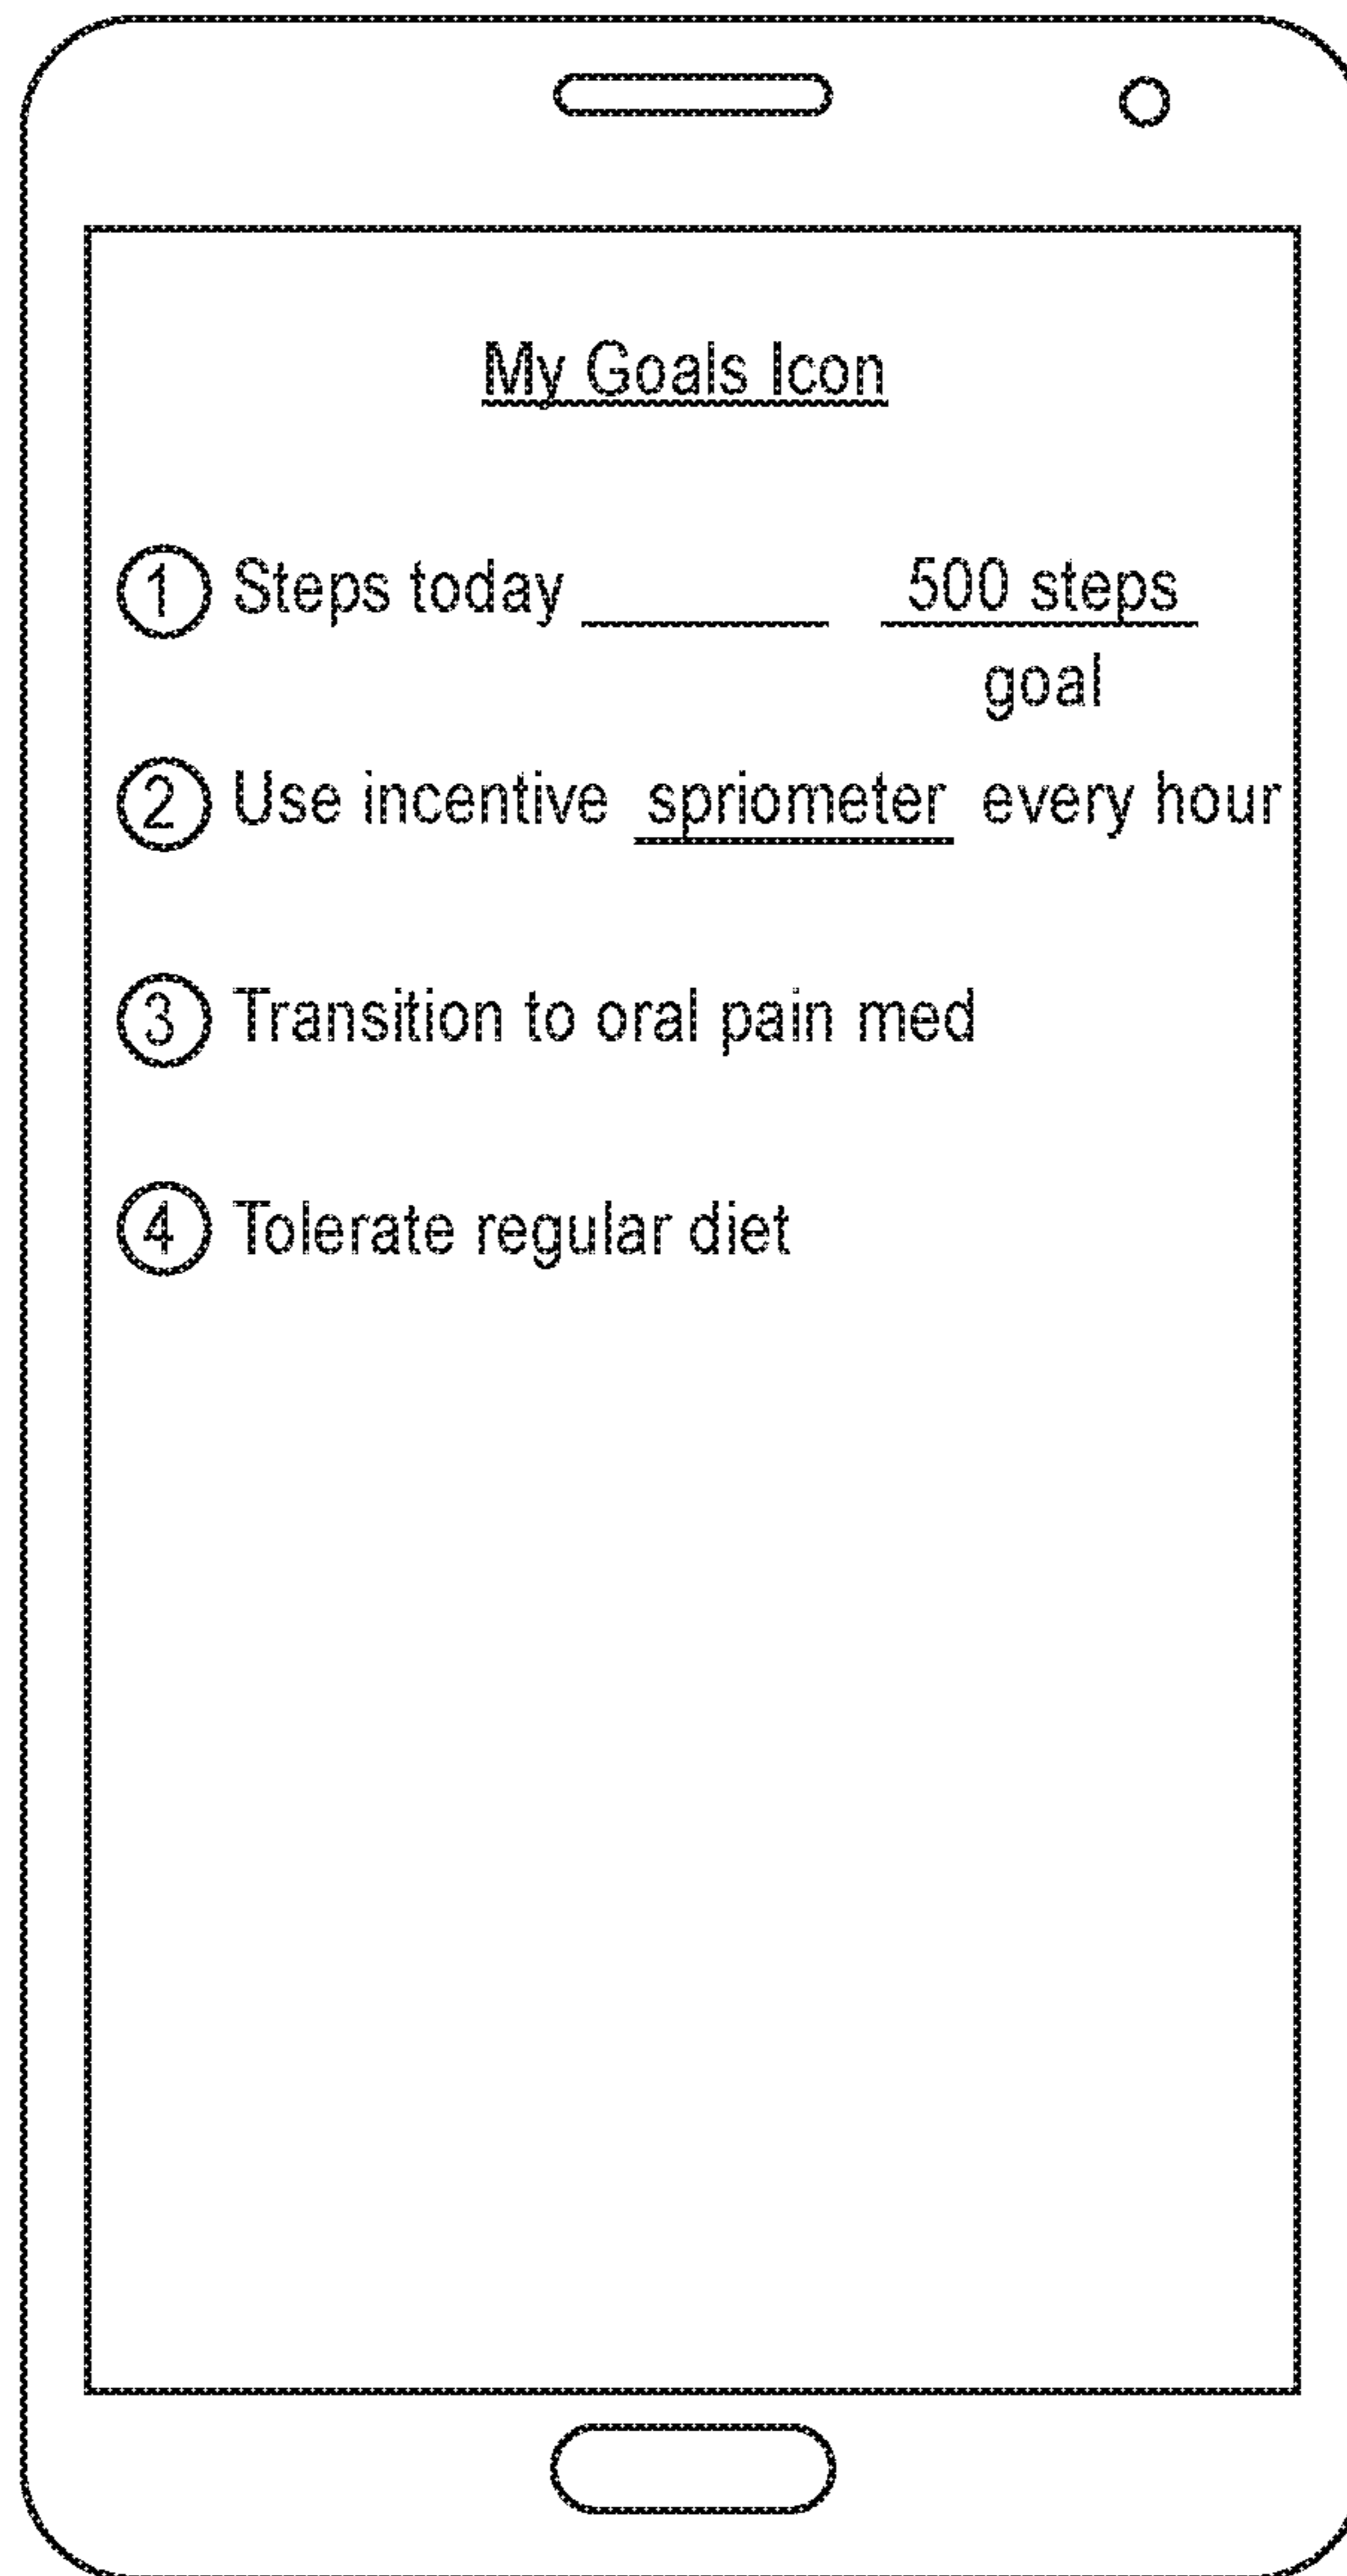 My Goals Icon
1 Steps today ________ 500 steps
goal
2 Use incentive spriometer every hour
3 Transition to oral pain med
4 Tolerate regular diet